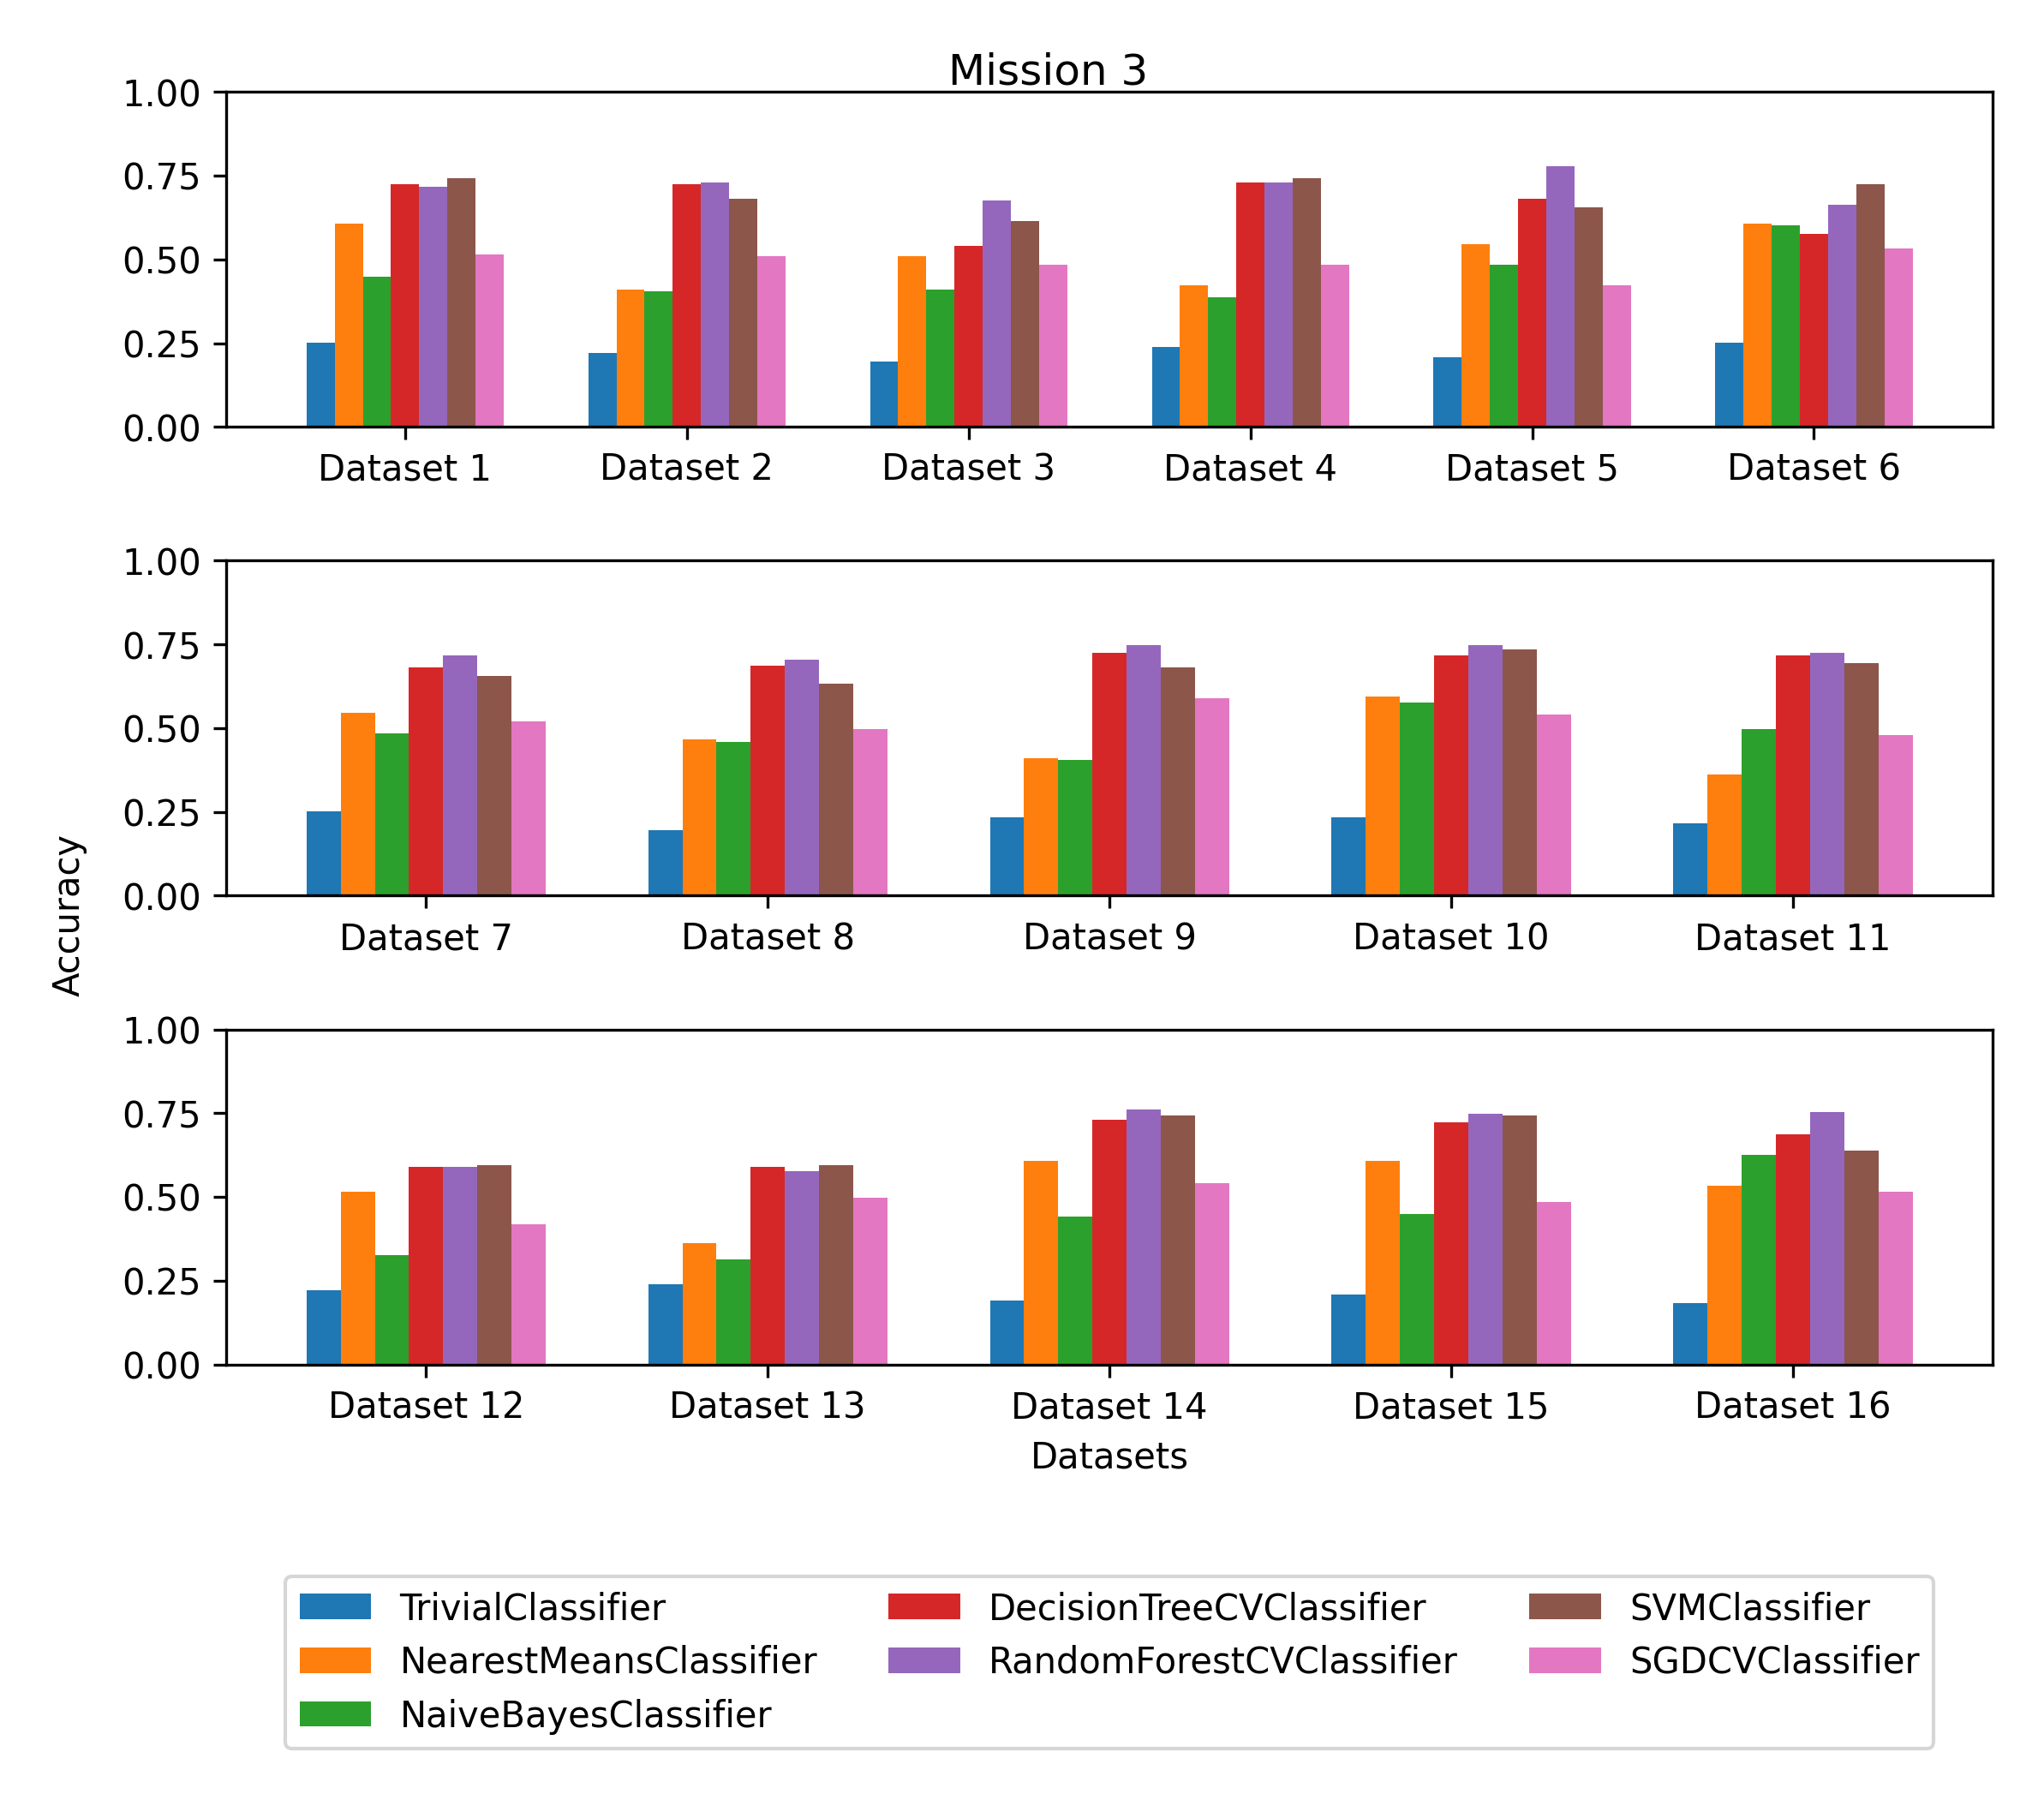 Mission 3
1.00
0.75
0.50
0.25
0.00
Dataset 1 Dataset 2 Dataset 3 Dataset 4 Dataset 5 Dataset 6
1.00
0.75
0.50
0.25
0.00
Dataset 7 Dataset 8 Dataset 9 Dataset 10 Dataset 11
Accuracy
1.00
0.75
0.50
0.25
0.00
Dataset 12 Dataset 13 Dataset 14 Dataset 15 Dataset 16
Datasets
TrivialClassifier
NearestMeansClassifier
NaiveBayesClassifier
DecisionTreeCVClassifier
RandomForestCVClassifier
SVMClassifier
SGDCVClassifier